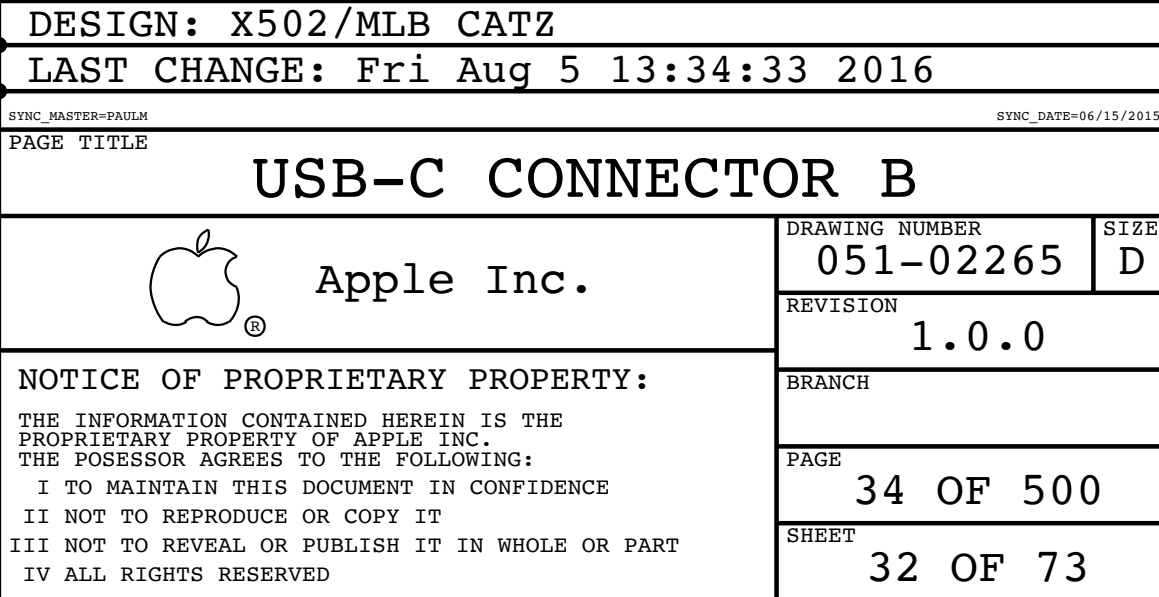 DESIGN: X502/MLB CATZ
LAST CHANGE: Fri Aug 5 13:34:33 2016
SYNC_MASTER=PAULM SYNC_DATE=06/15/2015
PAGE TITLE
USB-C CONNECTOR B
Apple Inc.
®
DRAWING NUMBER
051-02265
SIZE
D
REVISION
1.0.0
BRANCH
NOTICE OF PROPRIETARY PROPERTY:
THE INFORMATION CONTAINED HEREIN IS THE
PROPRIETARY PROPERTY OF APPLE INC.
THE POSESSOR AGREES TO THE FOLLOWING:
I TO MAINTAIN THIS DOCUMENT IN CONFIDENCE
II NOT TO REPRODUCE OR COPY IT
III NOT TO REVEAL OR PUBLISH IT IN WHOLE OR PART
IV ALL RIGHTS RESERVED
PAGE
34 OF 500
SHEET
32 OF 73